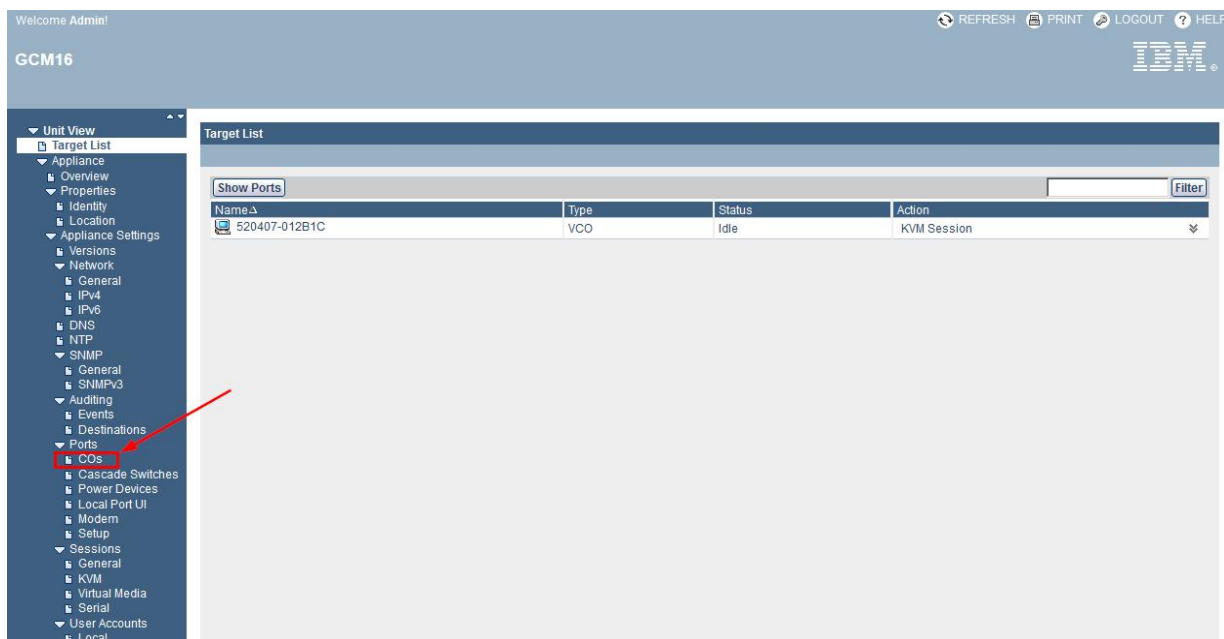 Welcome Admin!
REFRESH PRINT LOGOUT ? HELP
GCM16
IBM®
Unit View
Target List
Appliance
Overview
Properties
Identity
Location
Appliance Settings
Versions
Network
General
IPv4
IPv6
DNS
NTP
SNMP
General
SNMPv3
Auditing
Events
Destinations
Ports
COs
Cascade Switches
Power Devices
Local Port UI
Modem
Setup
Sessions
General
KVM
Virtual Media
Serial
User Accounts
Local
Target List
Show Ports Filter
Name Type Status Action
520407-012B1C VCO Idle KVM Session